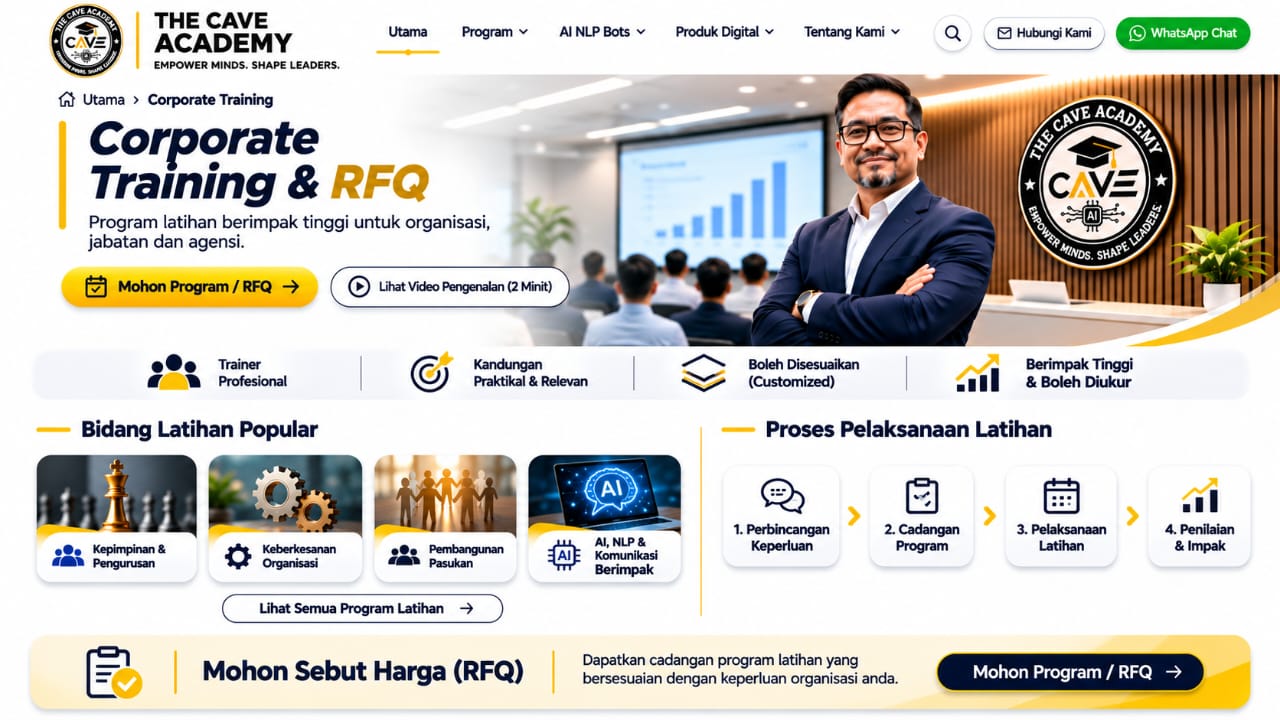 THE CAVE ACADEMY
CAVE
EMPOWER MINDS. SHAPE LEADERS.
THE CAVE
ACADEMY
EMPOWER MINDS. SHAPE LEADERS.
Utama
Program
AI NLP Bots
Produk Digital
Tentang Kami
Hubungi Kami
WhatsApp Chat
Utama > Corporate Training
Corporate
Training & RFQ
Program latihan berimpak tinggi untuk organisasi,
jabatan dan agensi.
Mohon Program / RFQ →
Lihat Video Pengenalan (2 Minit)
THE CAVE ACADEMY
CAVE
AI
EMPOWER MINDS. SHAPE LEADERS.
Trainer
Profesional
Kandungan
Praktikal & Relevan
Boleh Disesuaikan
(Customized)
Berimpak Tinggi
& Boleh Diukur
Bidang Latihan Popular
Kepimpinan &
Pengurusan
Keberkesanan
Organisasi
Pembangunan
Pasukan
AI
AI
AI, NLP &
Komunikasi
Berimpak
Lihat Semua Program Latihan →
Proses Pelaksanaan Latihan
1. Perbincangan
Keperluan
2. Cadangan
Program
3. Pelaksanaan
Latihan
4. Penilaian
& Impak
Mohon Sebut Harga (RFQ)
Dapatkan cadangan program latihan yang
bersesuaian dengan keperluan organisasi anda.
Mohon Program / RFQ →